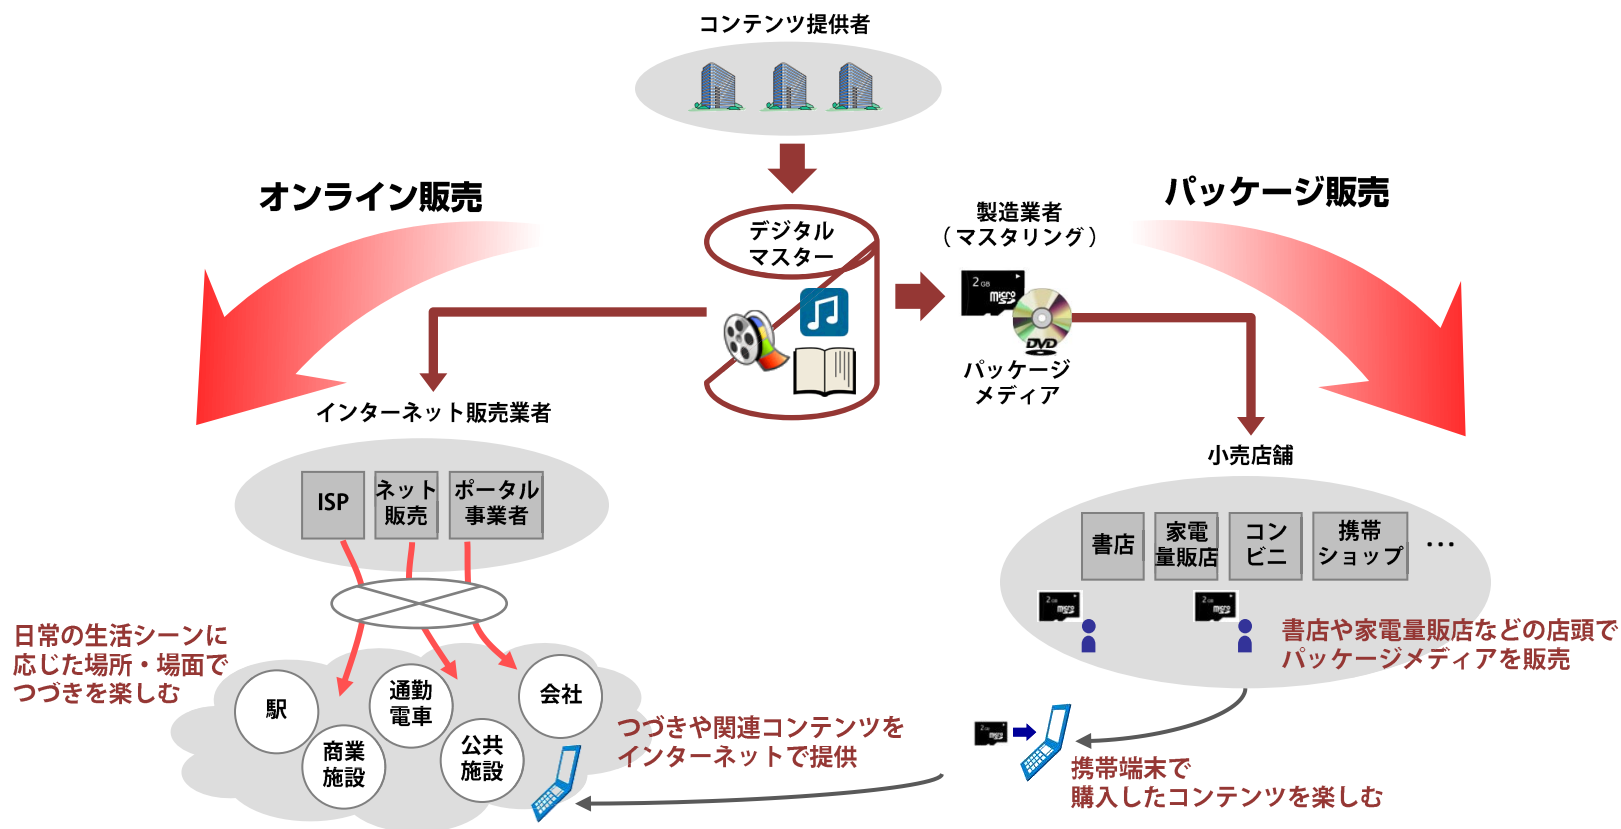 コンテンツ提供者
オンライン販売
パッケージ販売
デジタル
マスター
製造業者
（マスタリング）
2 GB
micro
SD
DVD
パッケージ
メディア
インターネット販売業者
ISP
ネット
販売
ポータル
事業者
小売店舗
書店
家電
量販店
コン
ビニ
携帯
ショップ
･･･
2 GB
micro
2 GB
micro
書店や家電量販店などの店頭で
パッケージメディアを販売
日常の生活シーンに
応じた場所・場面で
つづきを楽しむ
駅
商業
施設
通勤
電車
公共
施設
会社
つづきや関連コンテンツを
インターネットで提供
携帯端末で
購入したコンテンツを楽しむ